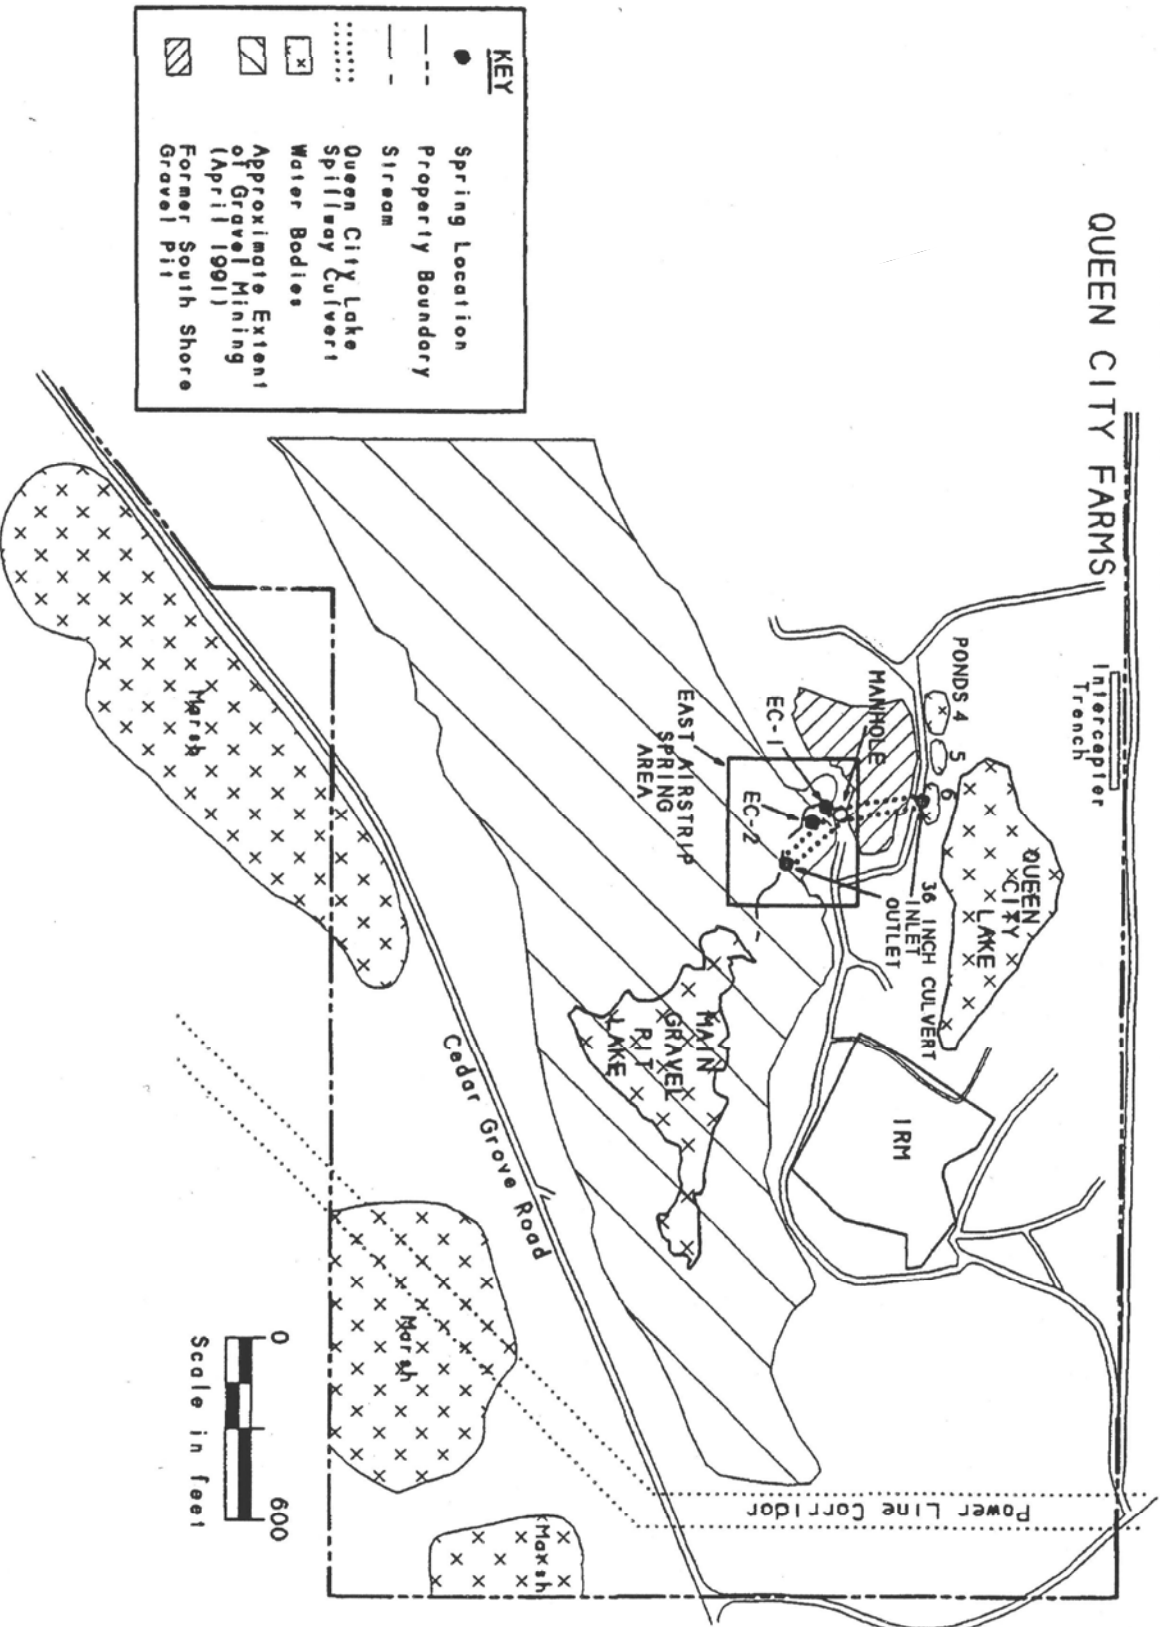 QUEEN CITY FARMS
KEY
Spring Location
Property Boundary
Stream
Queen City Lake
Spillway Culvert
Water Bodies
Approximate Extent
of Gravel Mining
(April 1991)
Former South Shore
Gravel Pit
Intercepter
Trench
PONDS 4
5
6
QUEEN
CITY
LAKE
36 INCH CULVERT
INLET
OUTLET
MANHOLE
EC-1
EC-2
EAST AIRSTRIP
SPRING
AREA
IRM
MAIN
GRAVEL
PIT
LAKE
Cedar Grove Road
Marsh
Marsh
Marsh
Power Line Corridor
0
600
Scale in feet